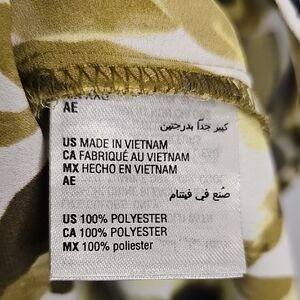 AE
كبير جداً بدرجتين
US MADE IN VIETNAM
CA FABRIQUÉ AU VIETNAM
MX HECHO EN VIETNAM
AE
صُنع في فيتنام
US 100% POLYESTER
CA 100% POLYESTER
MX 100% poliester